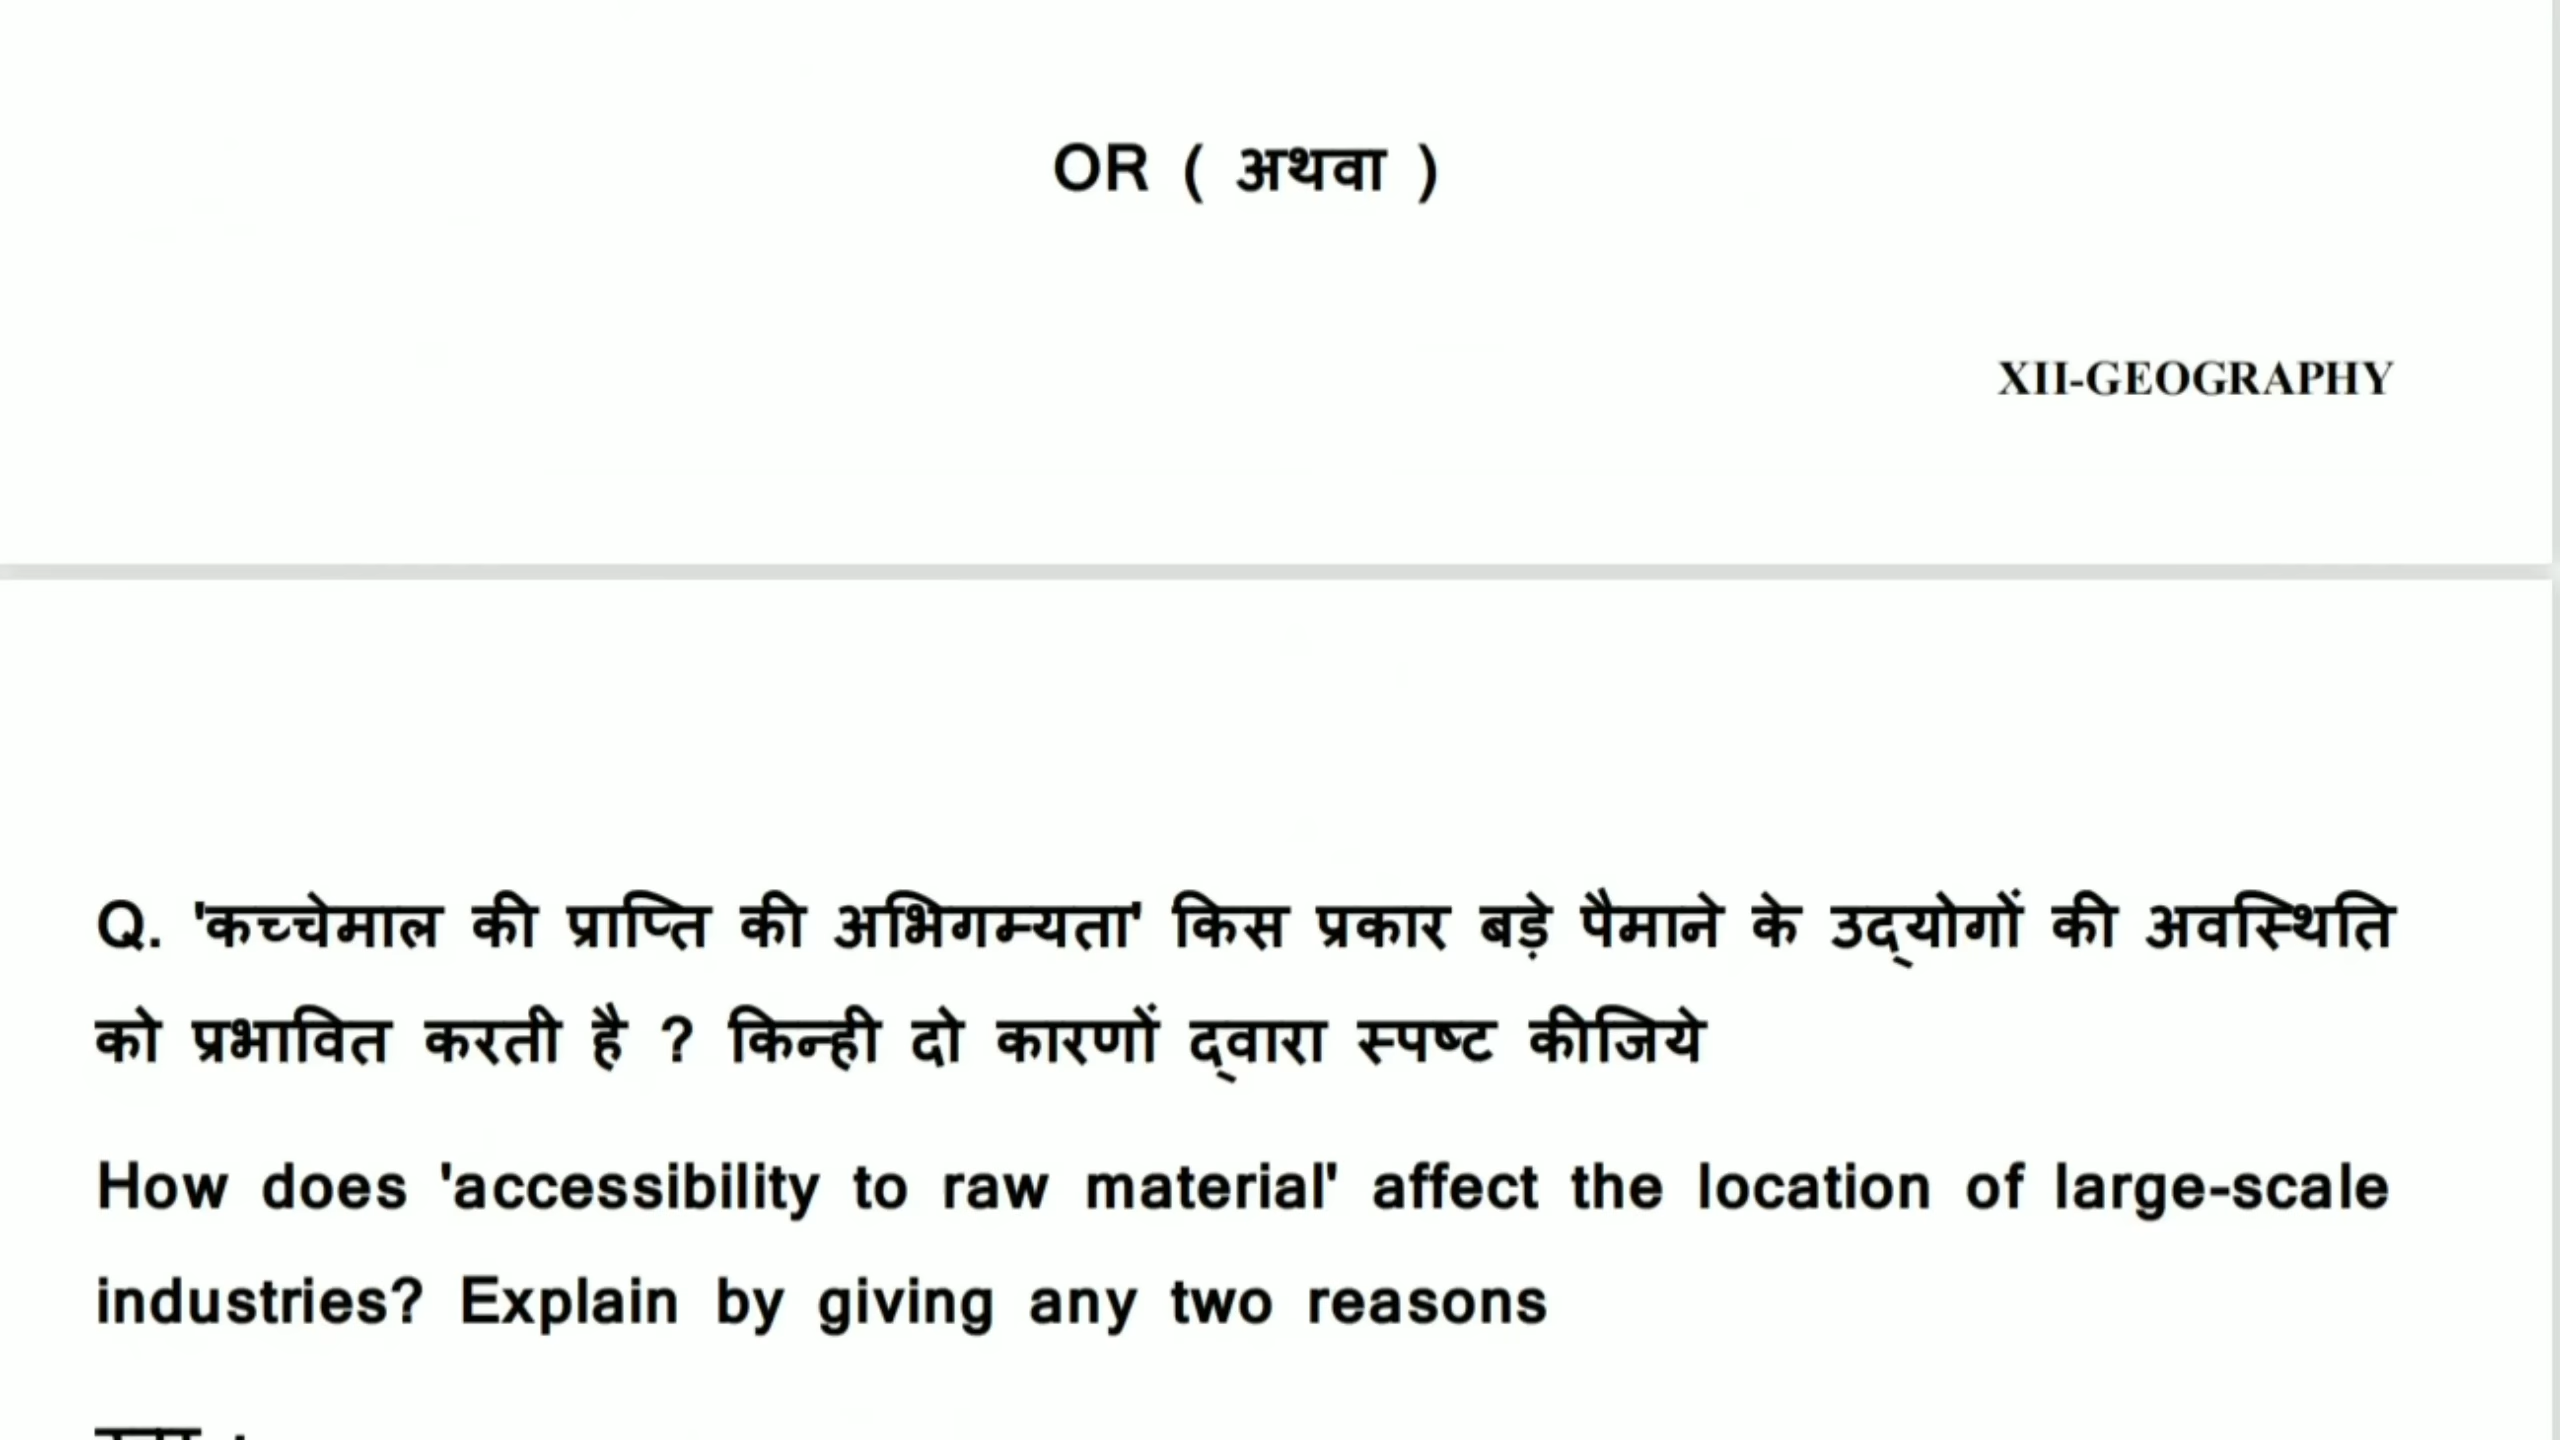 OR ( अथवा )
XII-GEOGRAPHY
Q. 'कच्चेमाल की प्राप्ति की अभिगम्यता' किस प्रकार बड़े पैमाने के उद्योगों की अवस्थिति
को प्रभावित करती है ? किन्ही दो कारणों द्वारा स्पष्ट कीजिये
How does 'accessibility to raw material' affect the location of large-scale
industries? Explain by giving any two reasons